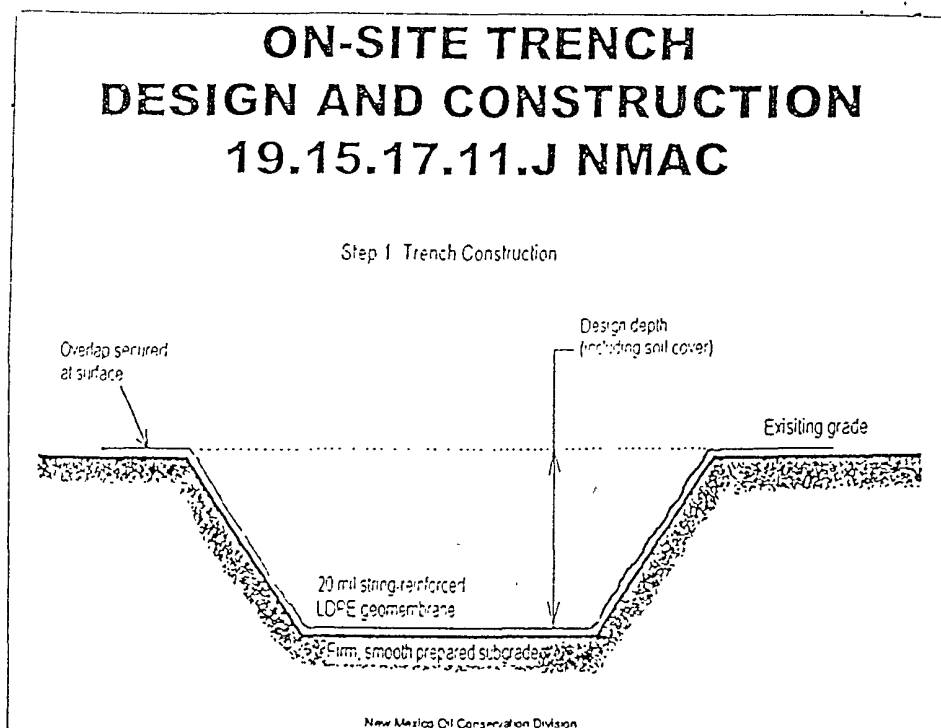 ON-SITE TRENCH
DESIGN AND CONSTRUCTION
19.15.17.11.J NMAC
Step 1 Trench Construction
Design depth
(including soil cover)
Overlap secured
at surface
Exisiting grade
20 mil string-reinforced
LDPE geomembrane
Firm, smooth prepared subgrade
New Mexico Oil Conservation Division